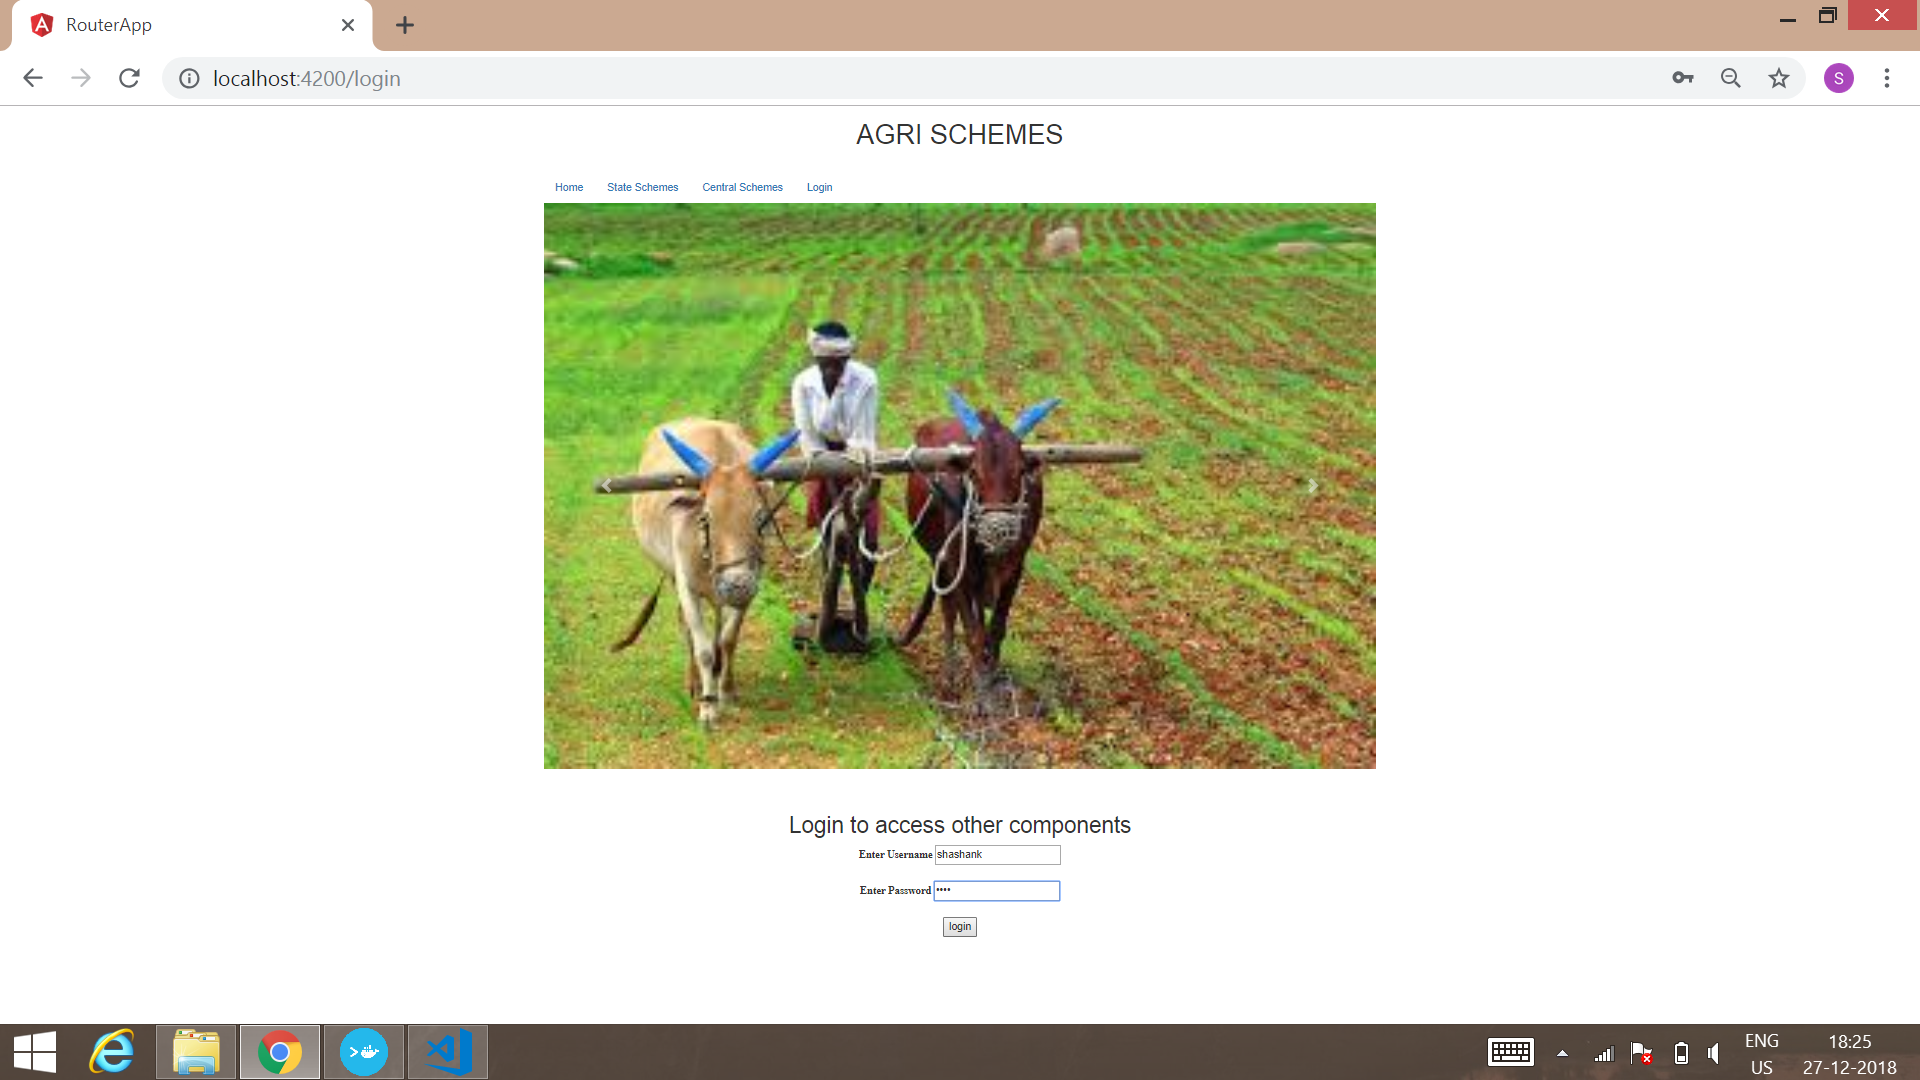 RouterApp
localhost:4200/login
S
AGRI SCHEMES
Home State Schemes Central Schemes Login
Login to access other components
Enter Username shashank
Enter Password ••••
login
ENG 18:25
US 27-12-2018